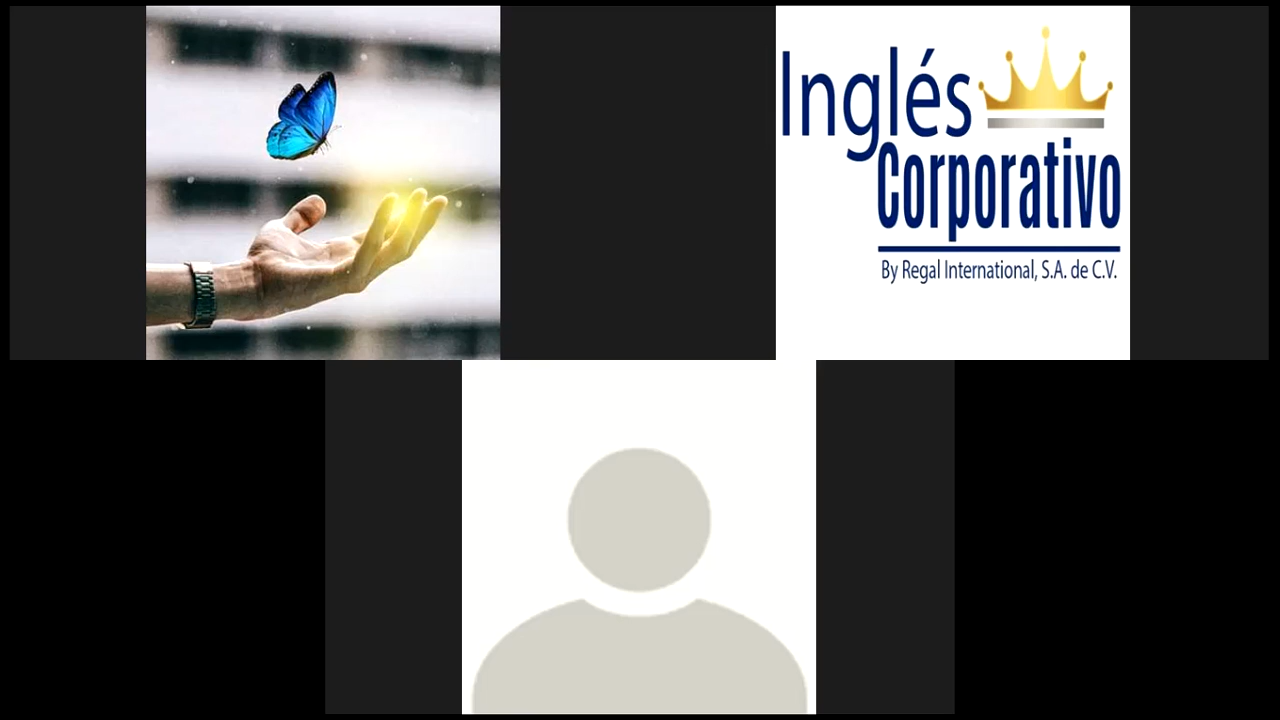 Inglés
Corporativo
By Regal International, S.A. de C.V.